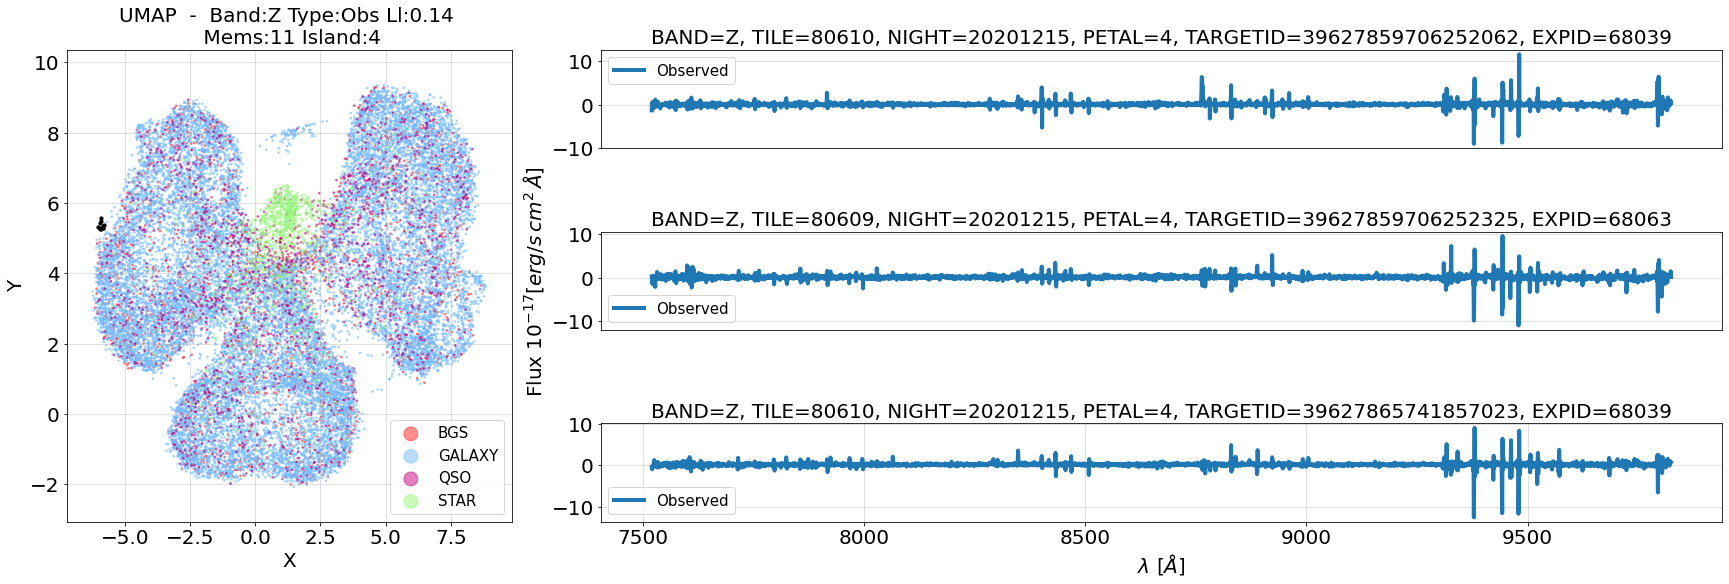 UMAP  -  Band:Z Type:Obs Ll:0.14
Mems:11 Island:4
10
8
6
4
2
0
−2
Y
−5.0 −2.5 0.0 2.5 5.0 7.5
X
BGS
GALAXY
QSO
STAR
Flux 10^{−17}[erg/s cm^2 Å]
BAND=Z, TILE=80610, NIGHT=20201215, PETAL=4, TARGETID=39627859706252062, EXPID=68039
10
0
−10
Observed
BAND=Z, TILE=80609, NIGHT=20201215, PETAL=4, TARGETID=39627859706252325, EXPID=68063
10
0
−10
Observed
BAND=Z, TILE=80610, NIGHT=20201215, PETAL=4, TARGETID=39627865741857023, EXPID=68039
10
0
−10
Observed
7500 8000 8500 9000 9500
λ [Å]